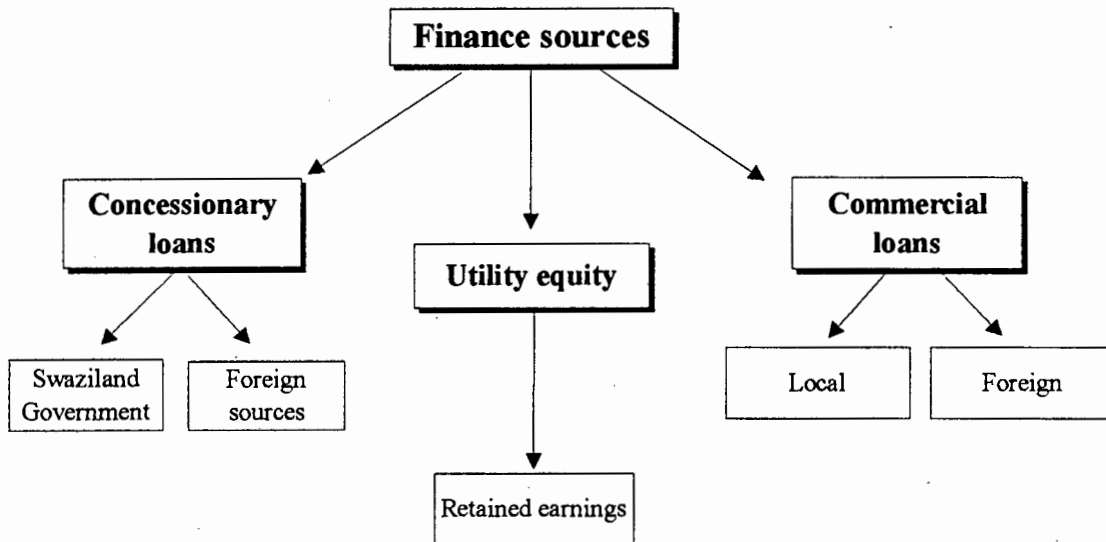 Finance sources
Concessionary
loans
Utility equity
Commercial
loans
Swaziland
Government
Foreign
sources
Local
Foreign
Retained earnings